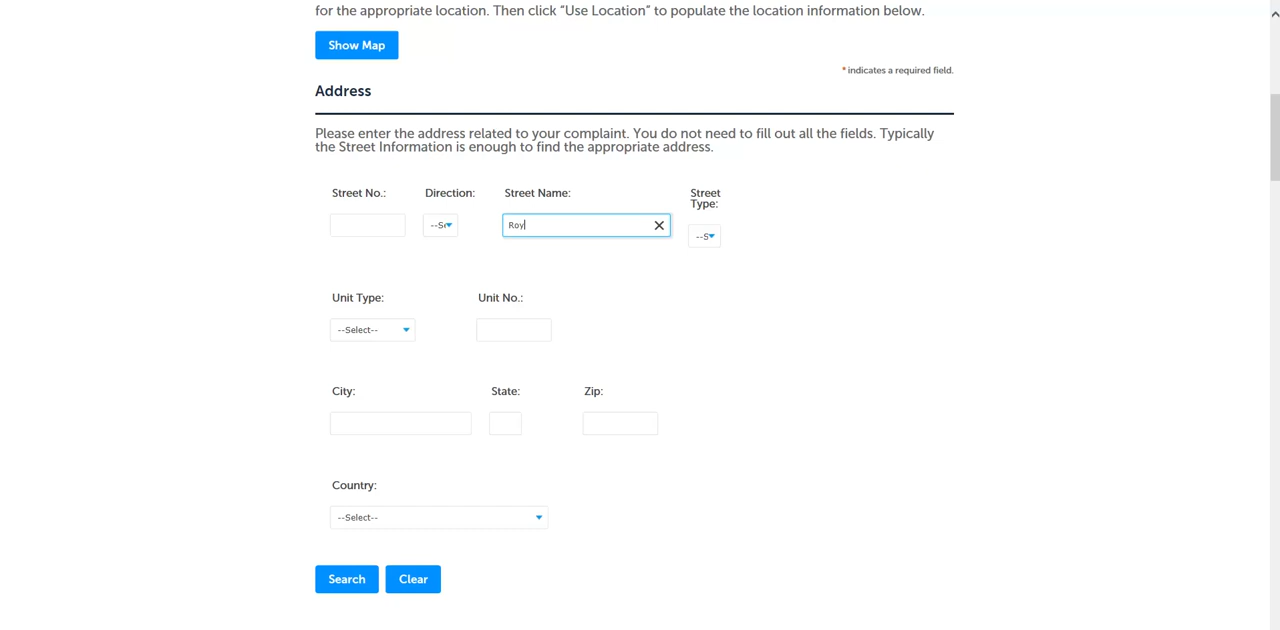 for the appropriate location. Then click “Use Location” to populate the location information below.
Show Map
* indicates a required field.
Address
Please enter the address related to your complaint. You do not need to fill out all the fields. Typically
the Street Information is enough to find the appropriate address.
Street No.: Direction: Street Name: Street
Type:
--Se Roy --S
Unit Type: Unit No.:
--Select--
City: State: Zip:
Country:
--Select--
Search Clear